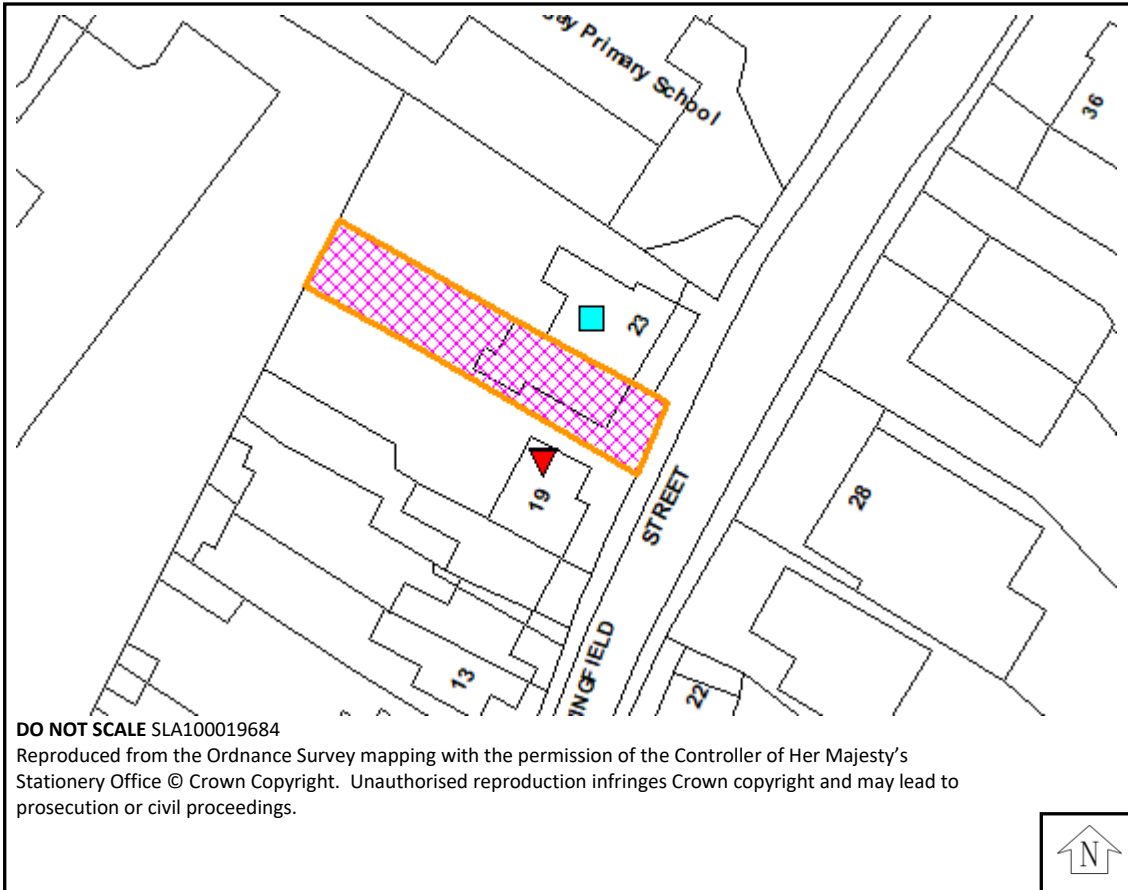 ay Primary School
36
23
19
STREET
28
INGFIELD
13
22
DO NOT SCALE SLA100019684
Reproduced from the Ordnance Survey mapping with the permission of the Controller of Her Majesty's
Stationery Office © Crown Copyright.  Unauthorised reproduction infringes Crown copyright and may lead to
prosecution or civil proceedings.
N